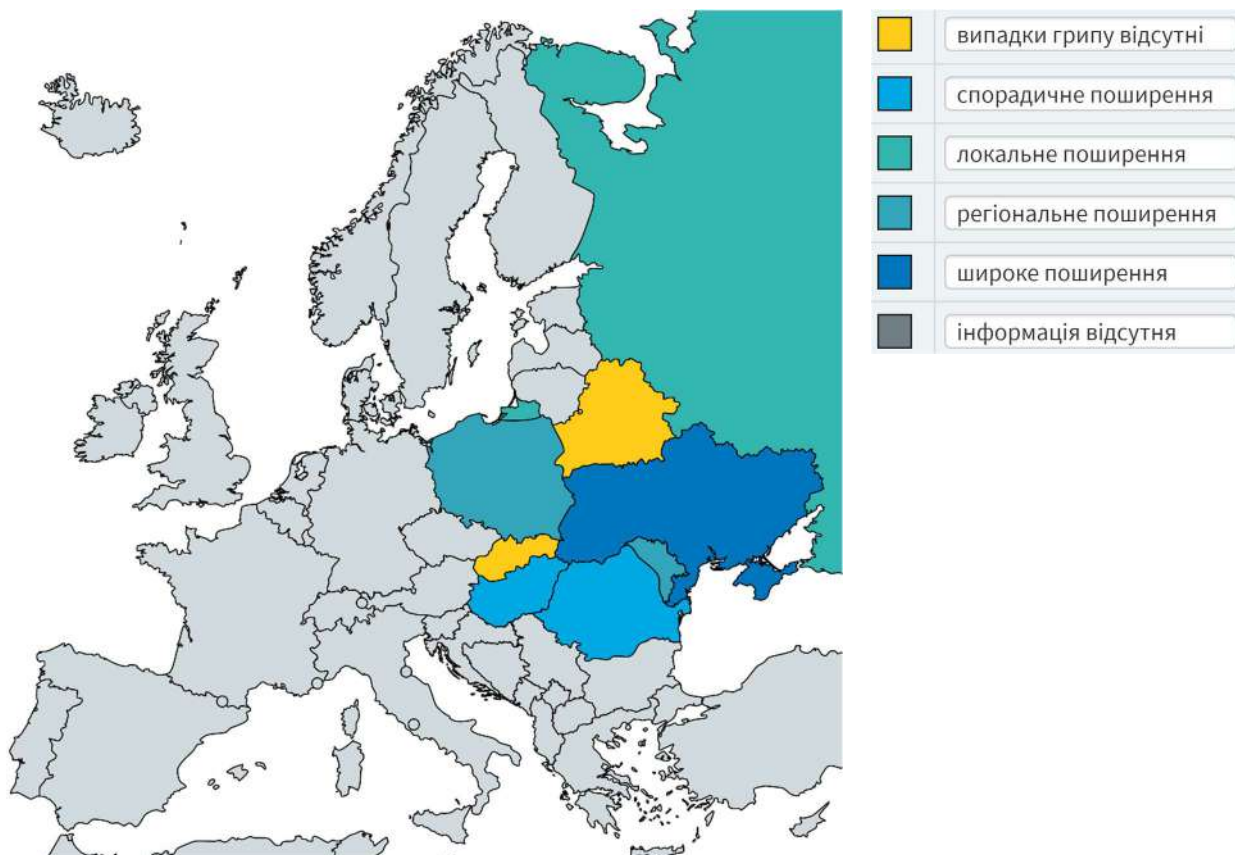 випадки грипу відсутні
спорадичне поширення
локальне поширення
регіональне поширення
широке поширення
інформація відсутня